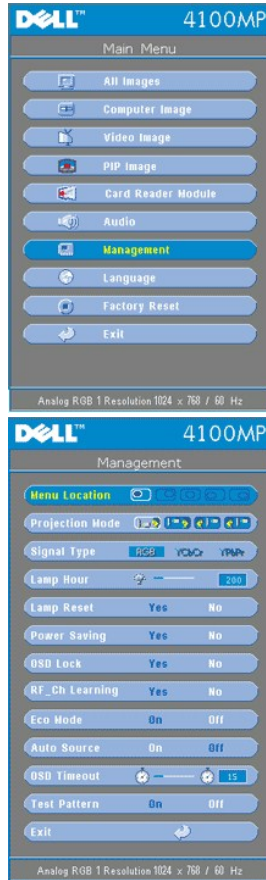 DELL™ 4100MP
Main Menu
All Images
Computer Image
Video Image
PIP Image
Card Reader Module
Audio
Management
Language
Factory Reset
Exit
Analog RGB 1 Resolution 1024 x 768 / 60 Hz
DELL™ 4100MP
Management
Menu Location
Projection Mode
Signal Type RGB YCbCr YPbPr
Lamp Hour 200
Lamp Reset Yes No
Power Saving Yes No
OSD Lock Yes No
RF_Ch Learning Yes No
Eco Mode On Off
Auto Source On Off
OSD Timeout 15
Test Pattern On Off
Exit
Analog RGB 1 Resolution 1024 x 768 / 60 Hz